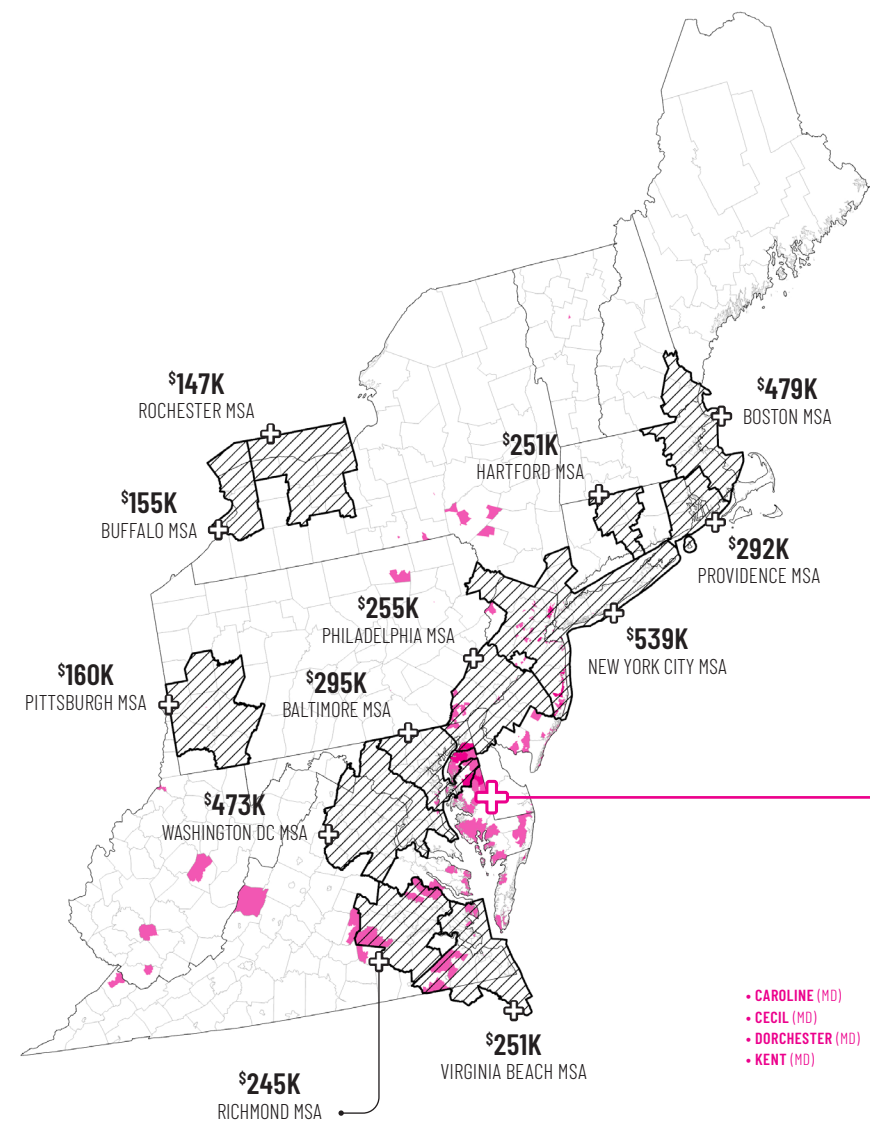 $147K
ROCHESTER MSA
$479K
BOSTON MSA
$251K
HARTFORD MSA
$155K
BUFFALO MSA
$292K
PROVIDENCE MSA
$255K
PHILADELPHIA MSA
$539K
NEW YORK CITY MSA
$160K
PITTSBURGH MSA
$295K
BALTIMORE MSA
$473K
WASHINGTON DC MSA
• CAROLINE (MD)
• CECIL (MD)
• DORCHESTER (MD)
• KENT (MD)
$251K
VIRGINIA BEACH MSA
$245K
RICHMOND MSA